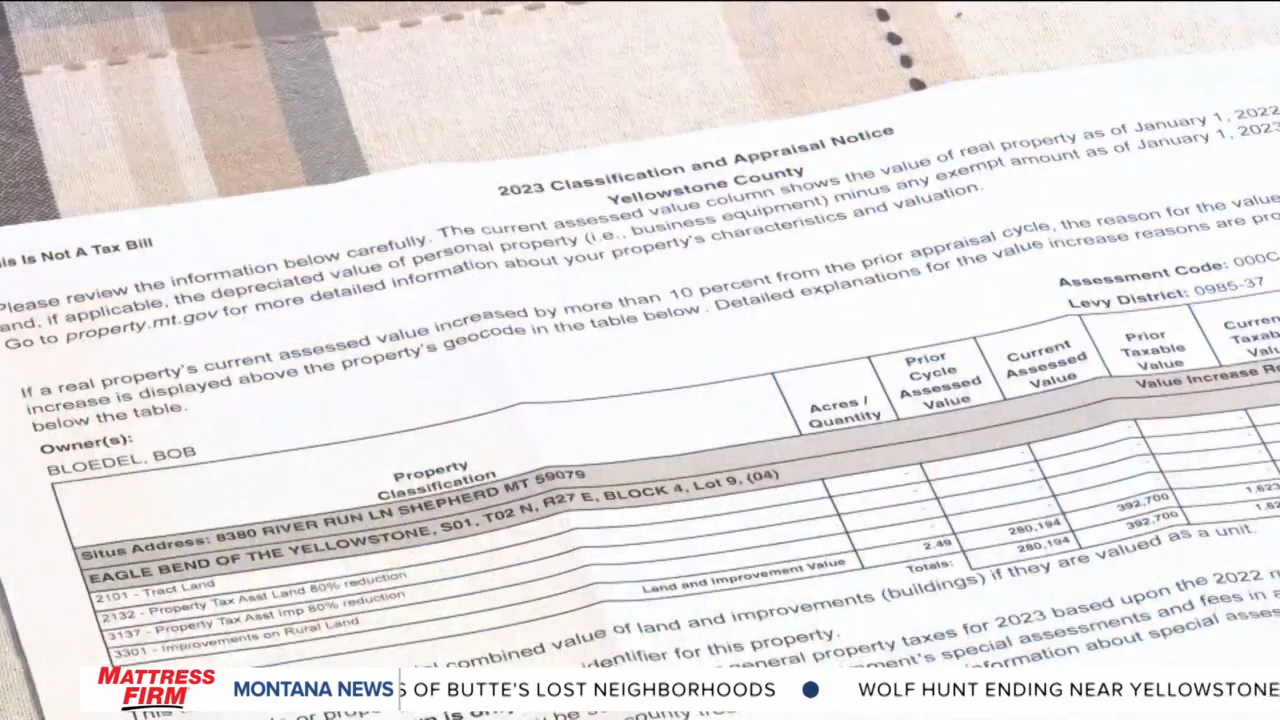 2023 Classification and Appraisal Notice
Yellowstone County
is Is Not A Tax Bill
Please review the information below carefully. The current assessed value column shows the value of real property as of January 1, 2022
and, if applicable, the depreciated value of personal property (i.e., business equipment) minus any exempt amount as of January 1, 2023
Go to property.mt.gov for more detailed information about your property's characteristics and valuation.
If a real property's current assessed value increased by more than 10 percent from the prior appraisal cycle, the reason for the value
increase is displayed above the property's geocode in the table below. Detailed explanations for the value increase reasons are pro
below the table.
Assessment Code: 000C
Levy District: 0985-37
Owner(s):
BLOEDEL, BOB
Property Classification
Acres / Quantity
Prior Cycle Assessed Value
Current Assessed Value
Prior Taxable Value
Curren Taxab Valu
Value Increase Re
Situs Address: 8380 RIVER RUN LN SHEPHERD MT 59079
EAGLE BEND OF THE YELLOWSTONE, S01, T02 N, R27 E, BLOCK 4, Lot 9, (04)
2101 - Tract Land
2132 - Property Tax Asst Land 80% reduction
3137 - Property Tax Asst Imp 80% reduction
3301 - Improvements on Rural Land
Land and Improvement Value 2.49 280,194 392,700 1,623
Totals: 280,194 392,700
combined value of land and improvements (buildings) if they are valued as a unit.
identifier for this property.
general property taxes for 2023 based upon the 2022 m
nment's special assessments and fees in a
nformation about special asses
MATTRESS
FIRM
MONTANA NEWS
S OF BUTTE'S LOST NEIGHBORHOODS ● WOLF HUNT ENDING NEAR YELLOWSTONE